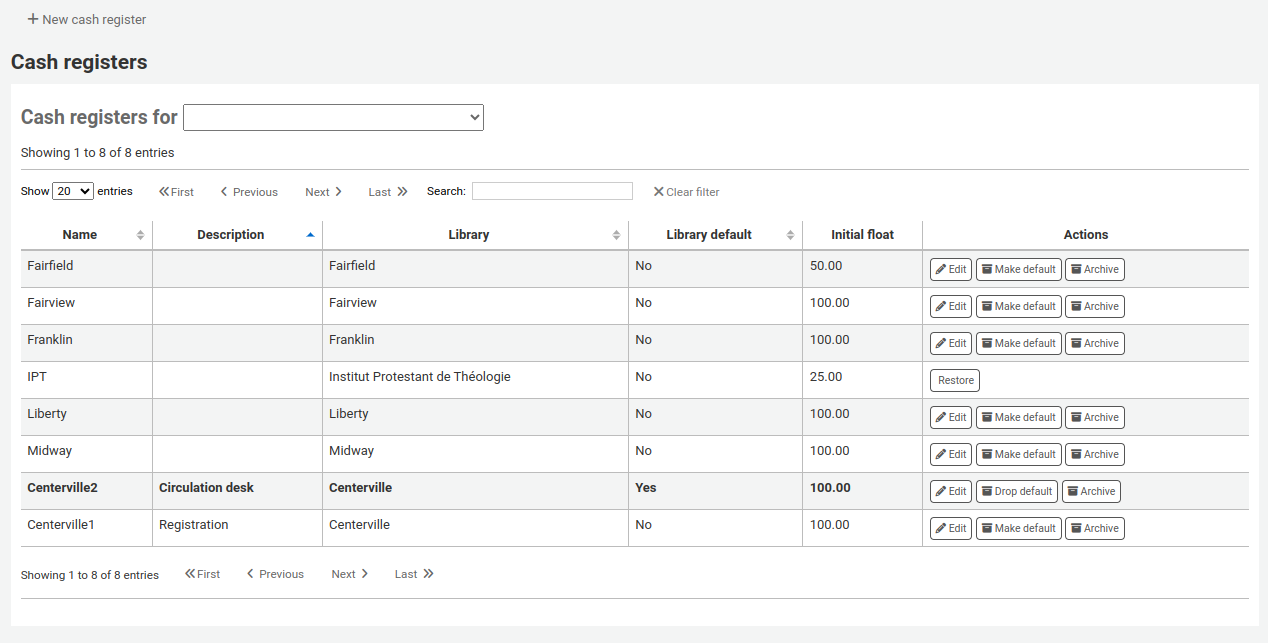 + New cash register
Cash registers
Cash registers for
Showing 1 to 8 of 8 entries
Show 20 entries First Previous Next Last Search: Clear filter
Name Description Library Library default Initial float Actions
Fairfield Fairfield No 50.00 Edit Make default Archive
Fairview Fairview No 100.00 Edit Make default Archive
Franklin Franklin No 100.00 Edit Make default Archive
IPT Institut Protestant de Théologie No 25.00 Restore
Liberty Liberty No 100.00 Edit Make default Archive
Midway Midway No 100.00 Edit Make default Archive
Centerville2 Circulation desk Centerville Yes 100.00 Edit Drop default Archive
Centerville1 Registration Centerville No 100.00 Edit Make default Archive
Showing 1 to 8 of 8 entries First Previous Next Last